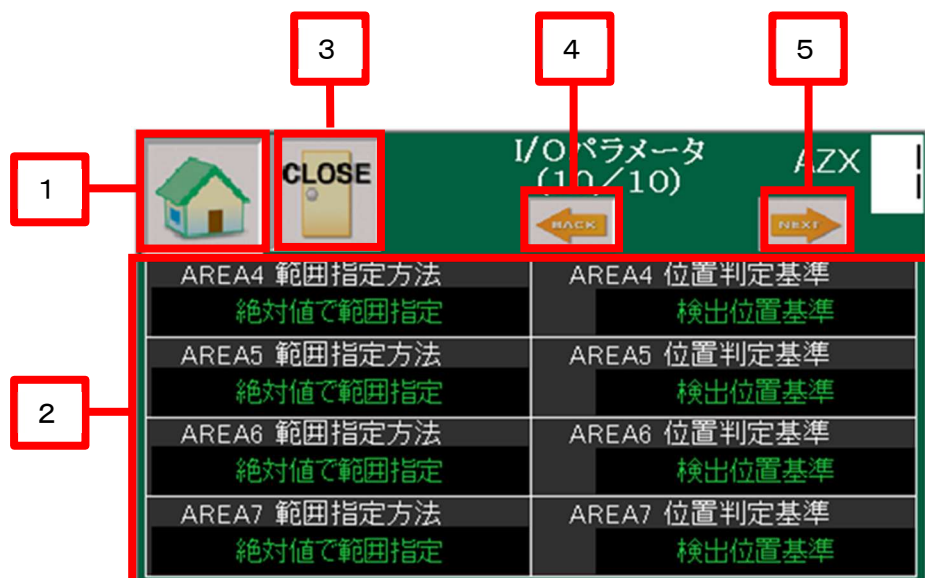 3
4
5
1
CLOSE
I/Oパラメータ
(10/10)
AZX
BACK
NEXT
2
AREA4 範囲指定方法
AREA4 位置判定基準
絶対値で範囲指定
検出位置基準
AREA5 範囲指定方法
AREA5 位置判定基準
絶対値で範囲指定
検出位置基準
AREA6 範囲指定方法
AREA6 位置判定基準
絶対値で範囲指定
検出位置基準
AREA7 範囲指定方法
AREA7 位置判定基準
絶対値で範囲指定
検出位置基準